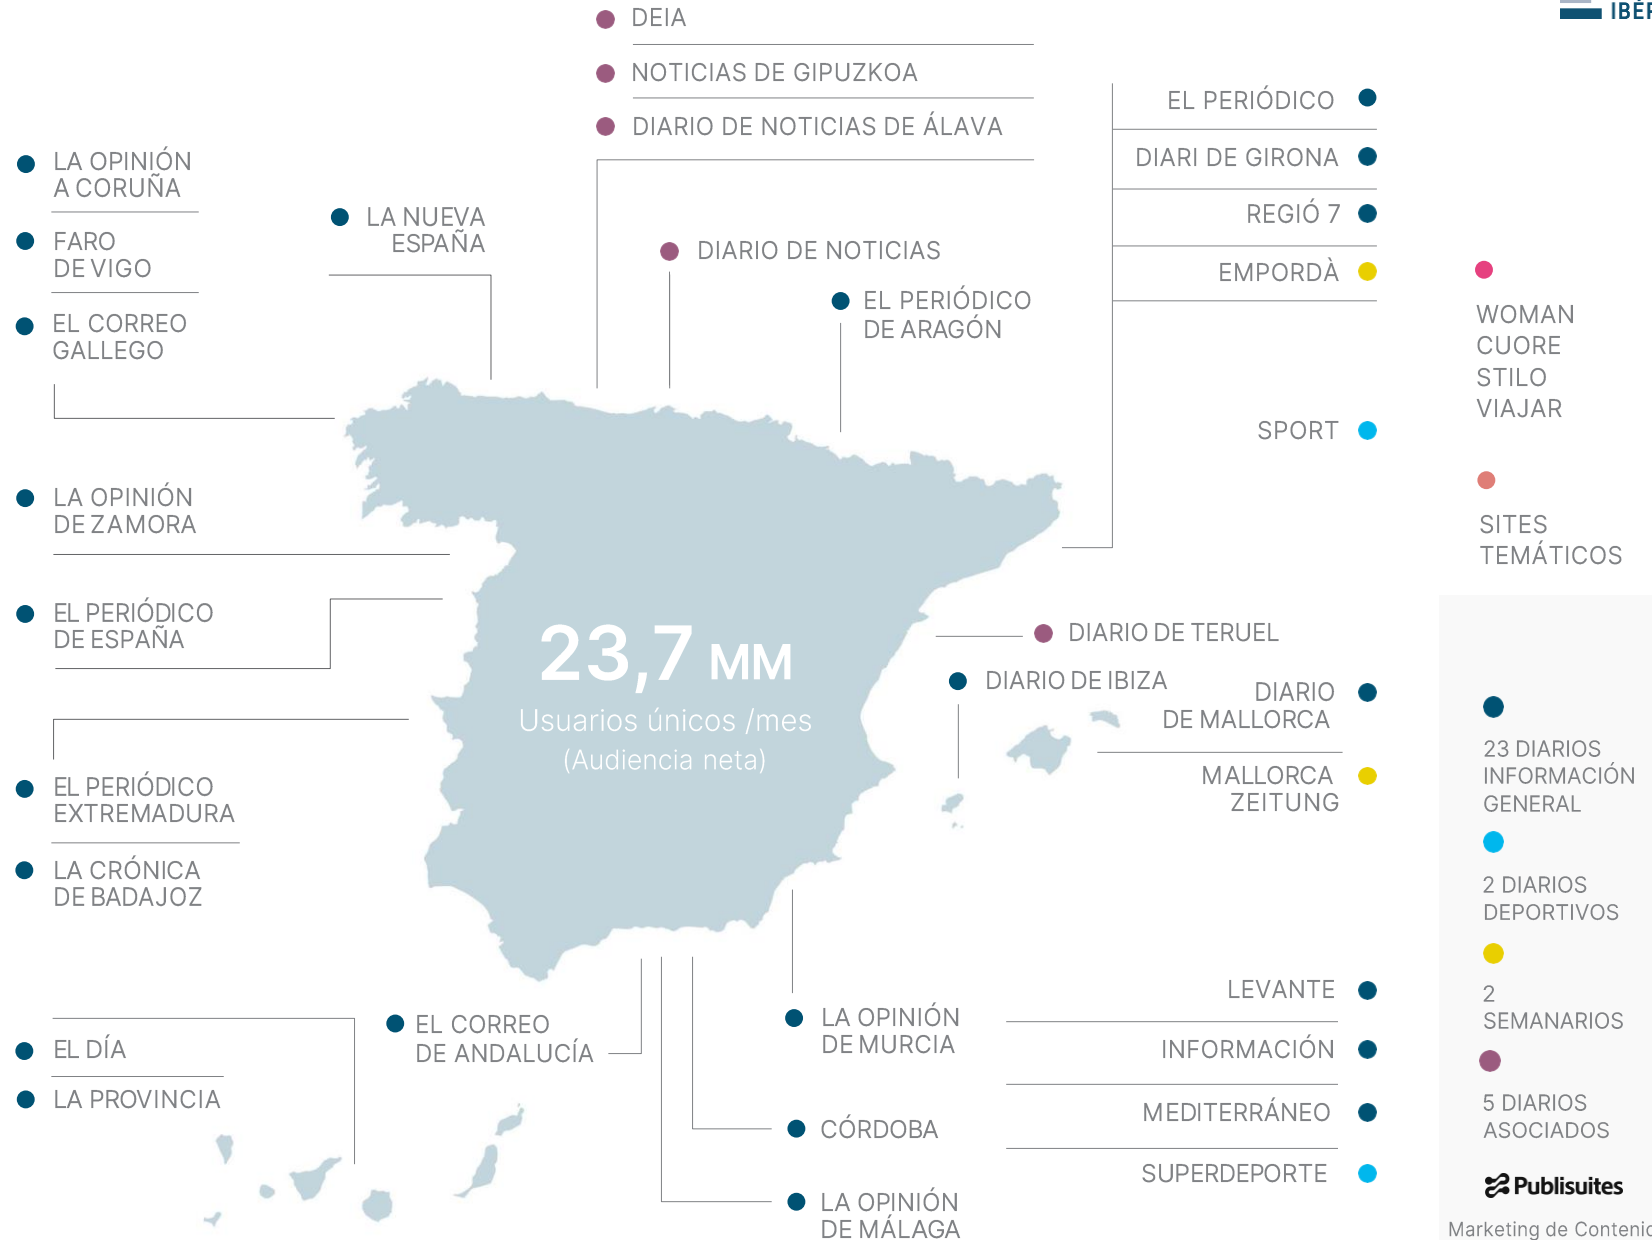 DEIA
NOTICIAS DE GIPUZKOA
DIARIO DE NOTICIAS DE ÁLAVA
LA OPINIÓN
A CORUÑA
FARO
DE VIGO
EL CORREO
GALLEGO
LA NUEVA
ESPAÑA
DIARIO DE NOTICIAS
EL PERIÓDICO
DE ARAGÓN
EL PERIÓDICO
DIARI DE GIRONA
REGIÓ 7
EMPORDÀ
SPORT
WOMAN
CUORE
STILO
VIAJAR
SITES
TEMÁTICOS
LA OPINIÓN
DE ZAMORA
EL PERIÓDICO
DE ESPAÑA
23,7 MM
Usuarios únicos /mes
(Audiencia neta)
DIARIO DE TERUEL
DIARIO DE IBIZA
DIARIO
DE MALLORCA
MALLORCA
ZEITUNG
EL PERIÓDICO
EXTREMADURA
LA CRÓNICA
DE BADAJOZ
EL DÍA
LA PROVINCIA
EL CORREO
DE ANDALUCÍA
LA OPINIÓN
DE MURCIA
CÓRDOBA
LA OPINIÓN
DE MÁLAGA
LEVANTE
INFORMACIÓN
MEDITERRÁNEO
SUPERDEPORTE
23 DIARIOS
INFORMACIÓN
GENERAL
2 DIARIOS
DEPORTIVOS
2
SEMANARIOS
5 DIARIOS
ASOCIADOS
Publisuites
Marketing de